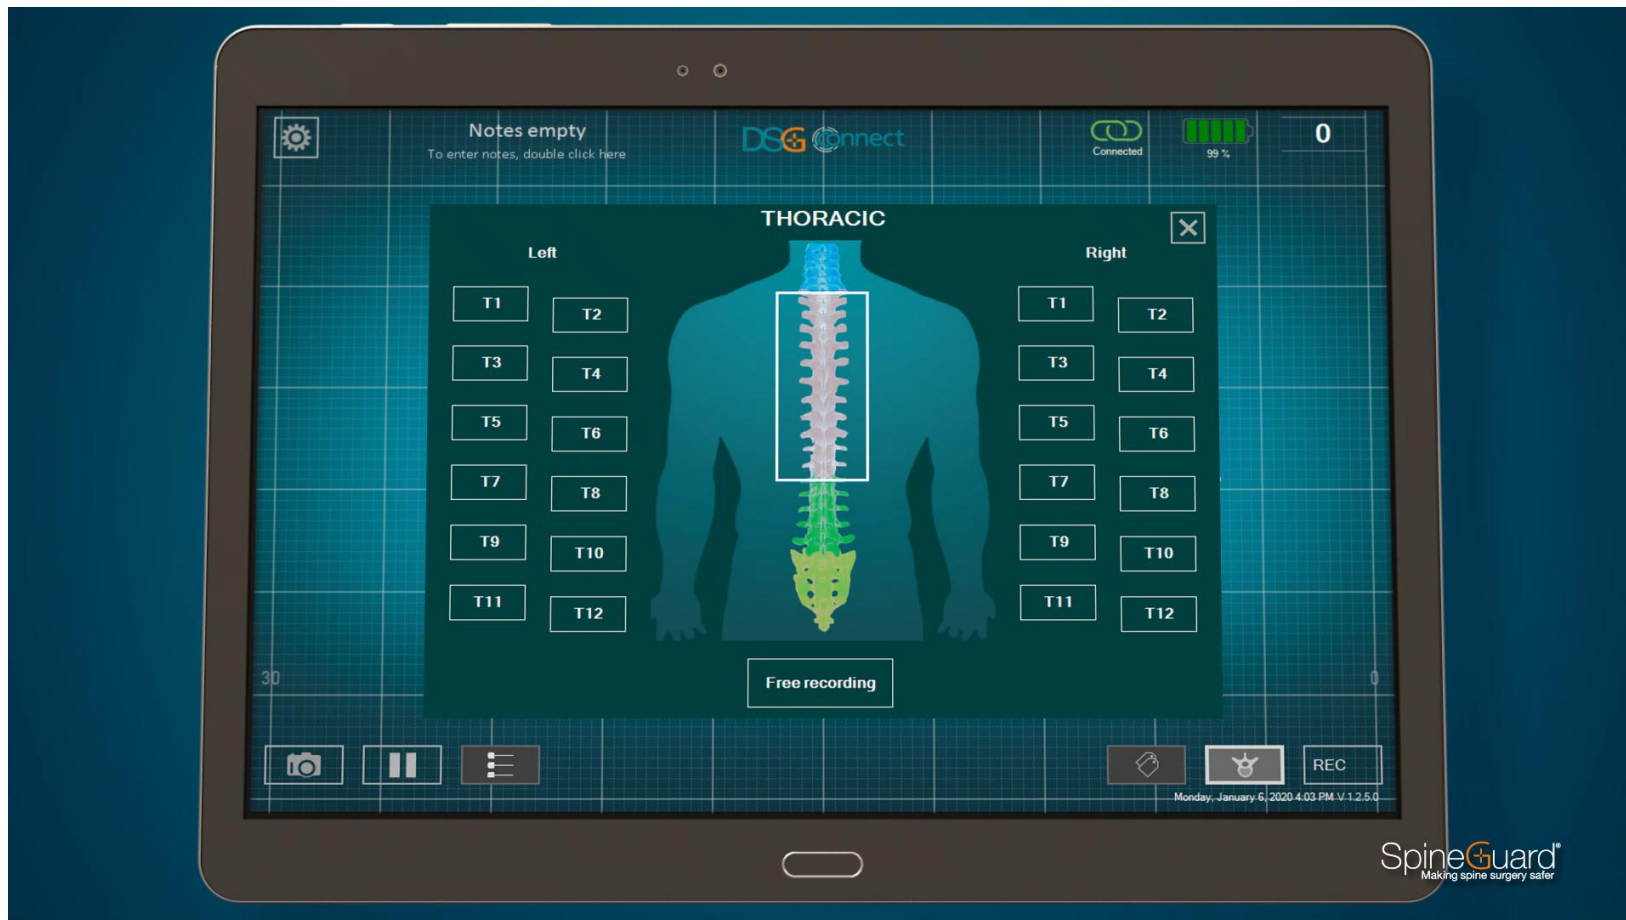 Notes empty
To enter notes, double click here
DSG Connect
Connected
99 %
0
THORACIC
Left
Right
T1
T2
T3
T4
T5
T6
T7
T8
T9
T10
T11
T12
T1
T2
T3
T4
T5
T6
T7
T8
T9
T10
T11
T12
30
0
Free recording
REC
Monday, January 6, 2020 4:03 PM V 1.2.5.0
SpineGuard®
Making spine surgery safer